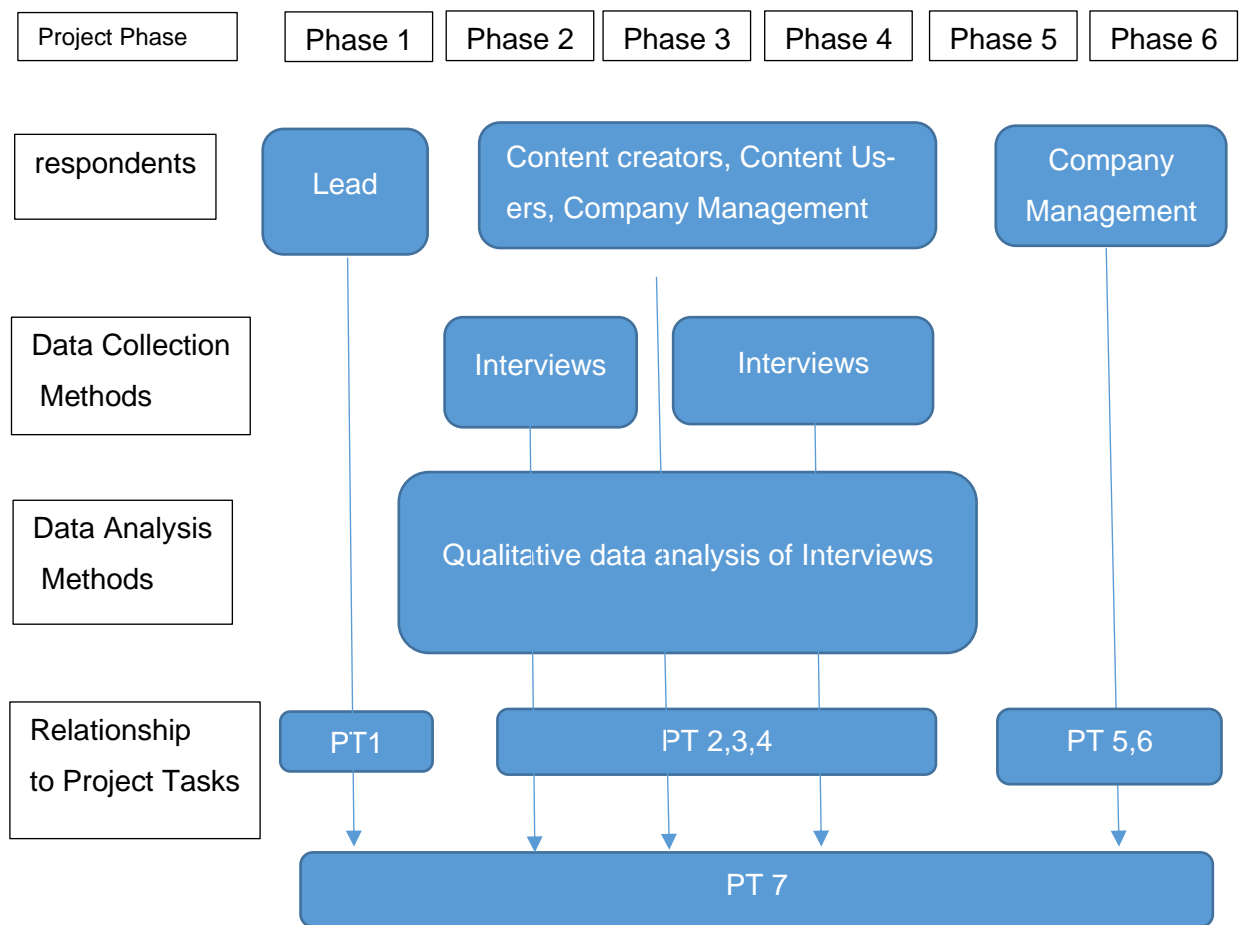 Project Phase
Phase 1
Phase 2
Phase 3
Phase 4
Phase 5
Phase 6
respondents
Lead
Content creators, Content Us-
ers, Company Management
Company
Management
Data Collection
Methods
Interviews
Interviews
Data Analysis
Methods
Qualitative data analysis of Interviews
Relationship
to Project Tasks
PT1
PT 2,3,4
PT 5,6
PT 7